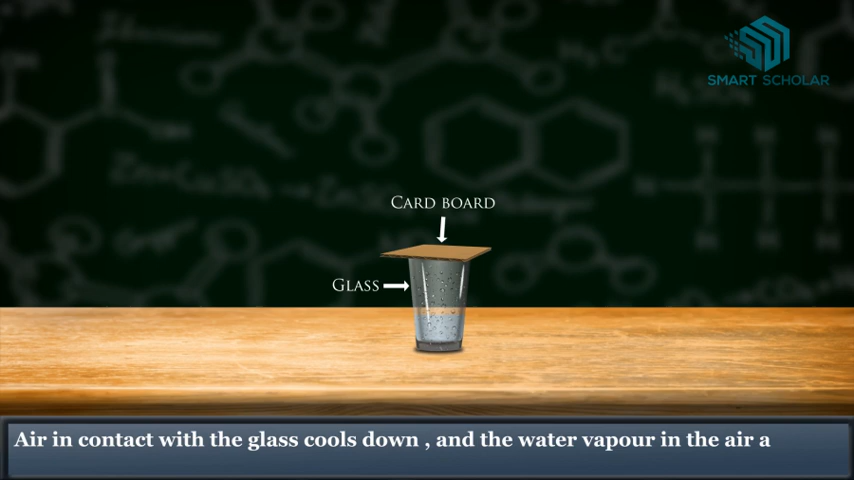 SMART SCHOLAR
CARD BOARD
GLASS
Air in contact with the glass cools down , and the water vapour in the air a